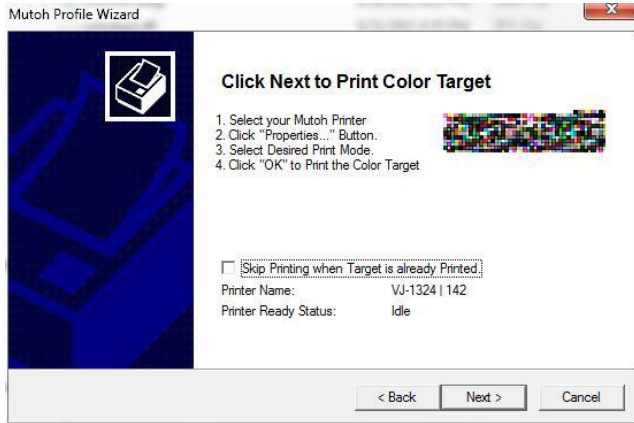 Mutoh Profile Wizard
Click Next to Print Color Target
1. Select your Mutoh Printer
2. Click "Properties..." Button.
3. Select Desired Print Mode.
4. Click "OK" to Print the Color Target
Skip Printing when Target is already Printed.
Printer Name: VJ-1324 | 142
Printer Ready Status: Idle
< Back Next > Cancel